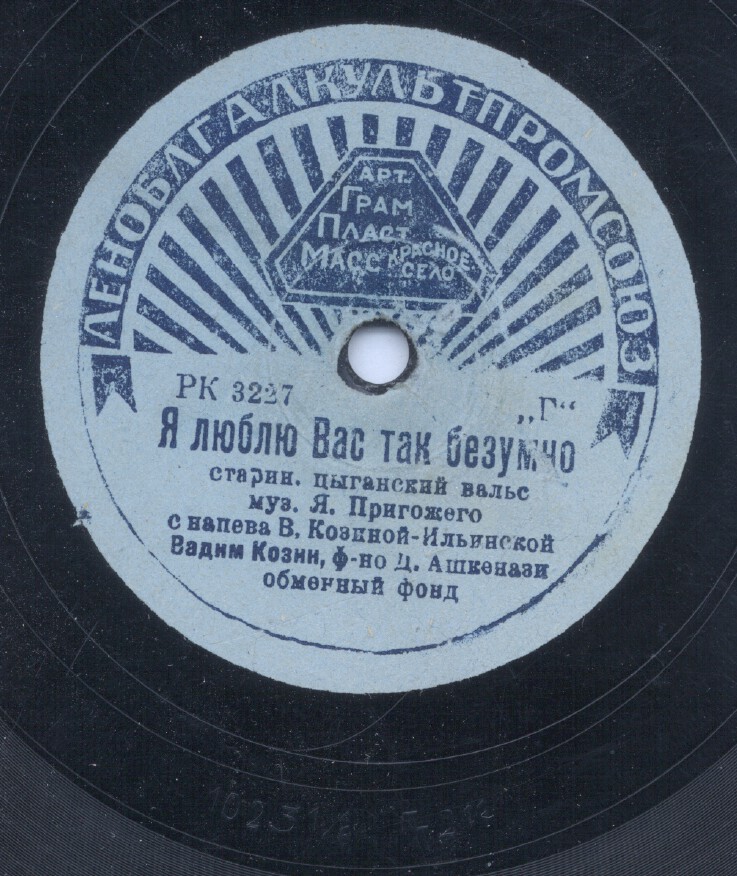 ЛЕНОБЛГАЛКУЛЬТПРОМСОЮЗ
АРТ.
ГРАМ
ПЛАСТ
МАСС КРАСНОЕ
СЕЛО
РК 3227 „Г“
Я люблю Вас так безумно
старин. цыганский вальс
муз. Я. Пригожего
с напева В. Козиной-Ильинской
Вадим Козин, ф-но Д. Ашкенази
обменный фонд